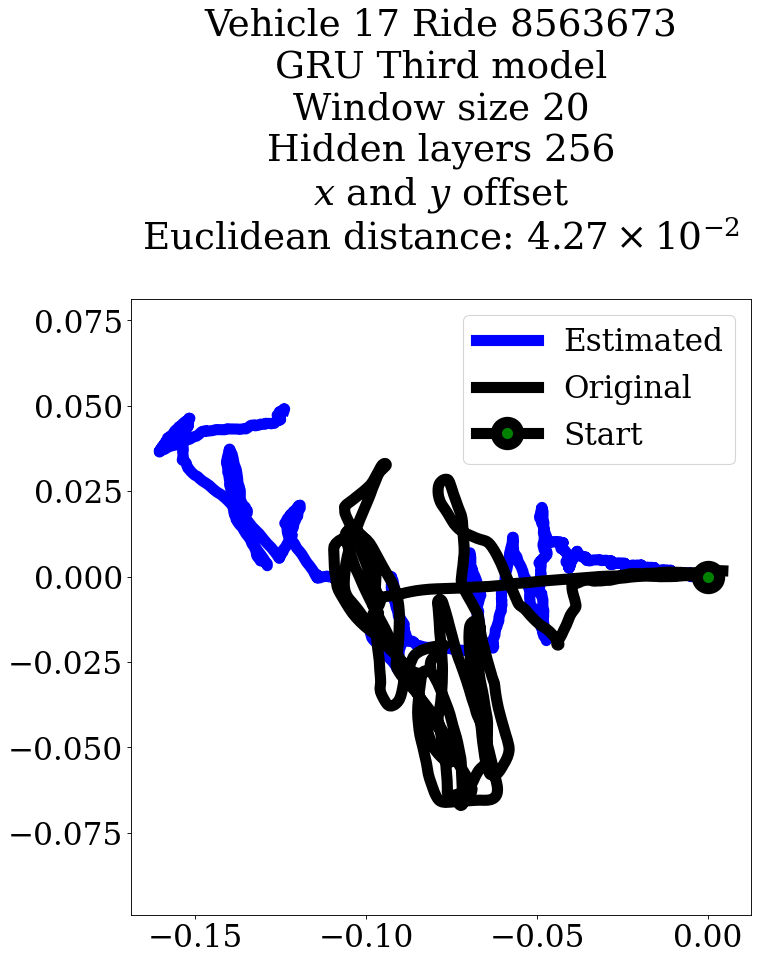 Vehicle 17 Ride 8563673
GRU Third model
Window size 20
Hidden layers 256
x and y offset
Euclidean distance: 4.27 × 10⁻²
Estimated
Original
Start
0.075
0.050
0.025
0.000
−0.025
−0.050
−0.075
−0.15
−0.10
−0.05
0.00